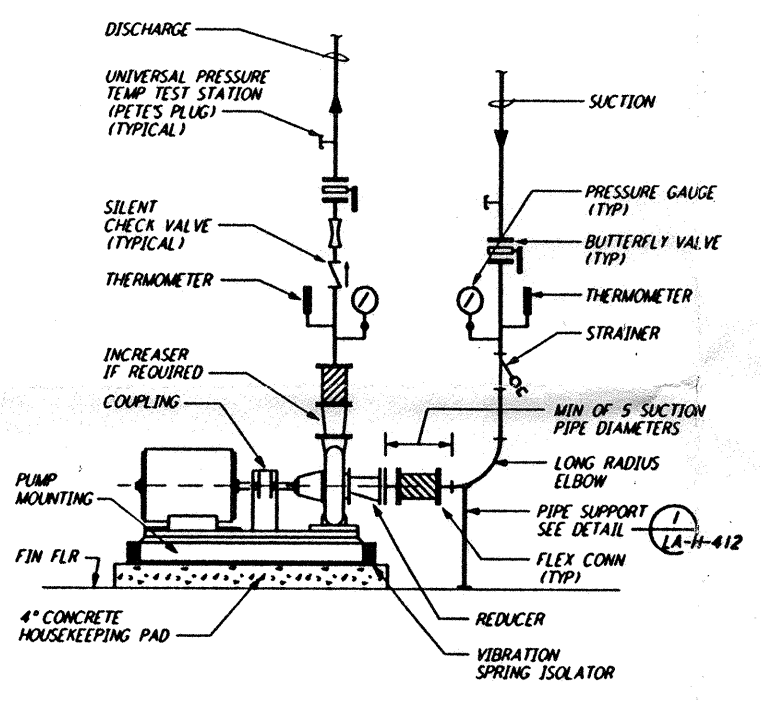 DISCHARGE
UNIVERSAL PRESSURE
TEMP TEST STATION
(PETE'S PLUG)
(TYPICAL)
SILENT
CHECK VALVE
(TYPICAL)
THERMOMETER
INCREASER
IF REQUIRED
COUPLING
PUMP
MOUNTING
FIN FLR
4" CONCRETE
HOUSEKEEPING PAD
SUCTION
PRESSURE GAUGE
(TYP)
BUTTERFLY VALVE
(TYP)
THERMOMETER
STRAINER
MIN OF 5 SUCTION
PIPE DIAMETERS
LONG RADIUS
ELBOW
PIPE SUPPORT
SEE DETAIL
1
LA-H-412
FLEX CONN
(TYP)
REDUCER
VIBRATION
SPRING ISOLATOR